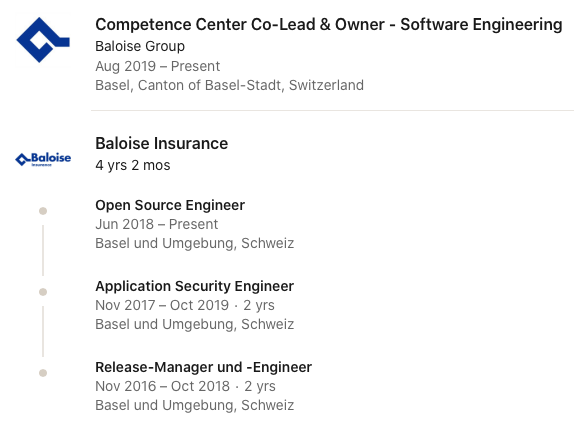 Competence Center Co-Lead & Owner - Software Engineering
Baloise Group
Aug 2019 – Present
Basel, Canton of Basel-Stadt, Switzerland
Baloise
Insurance
Baloise Insurance
4 yrs 2 mos
Open Source Engineer
Jun 2018 – Present
Basel und Umgebung, Schweiz
Application Security Engineer
Nov 2017 – Oct 2019 · 2 yrs
Basel und Umgebung, Schweiz
Release-Manager und -Engineer
Nov 2016 – Oct 2018 · 2 yrs
Basel und Umgebung, Schweiz